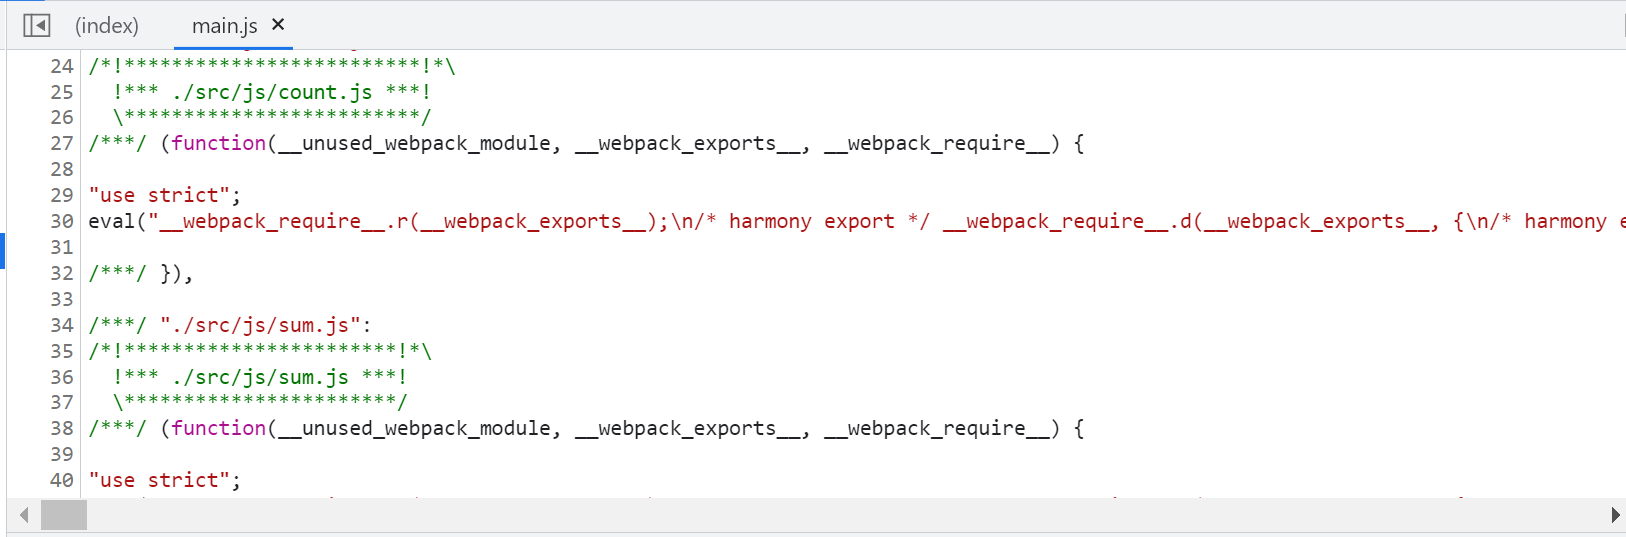 (index) main.js ✕
24 /*!*************************!*\
25   !*** ./src/js/count.js ***!
26   \*************************/
27 /***/ (function(__unused_webpack_module, __webpack_exports__, __webpack_require__) {
28
29 "use strict";
30 eval("__webpack_require__.r(__webpack_exports__);\n/* harmony export */ __webpack_require__.d(__webpack_exports__, {\n/* harmony e
31
32 /***/ }),
33
34 /***/ "./src/js/sum.js":
35 /*!***********************!*\
36   !*** ./src/js/sum.js ***!
37   \***********************/
38 /***/ (function(__unused_webpack_module, __webpack_exports__, __webpack_require__) {
39
40 "use strict";